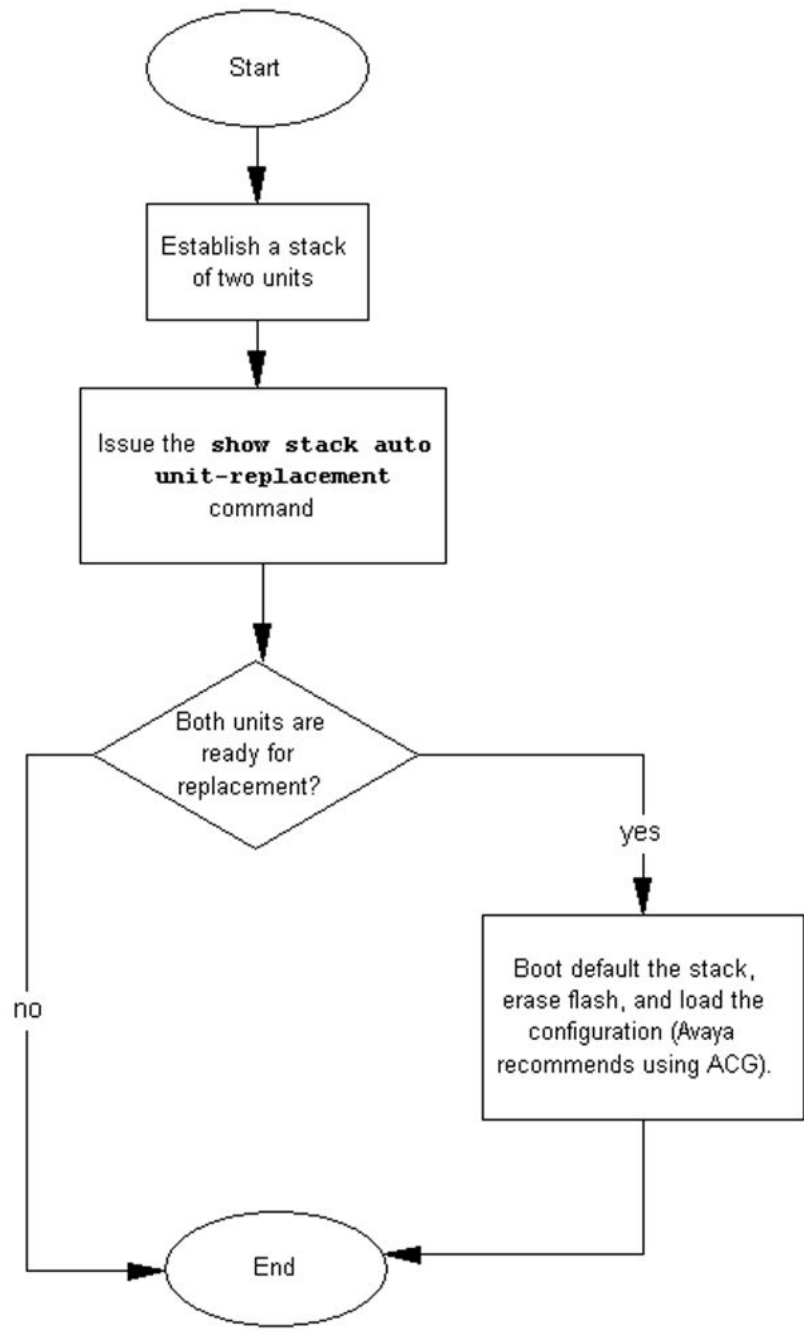 Start
Establish a stack
of two units
Issue the show stack auto
unit-replacement
command
Both units are
ready for
replacement?
yes
no
Boot default the stack,
erase flash, and load the
configuration (Avaya
recommends using ACG).
End